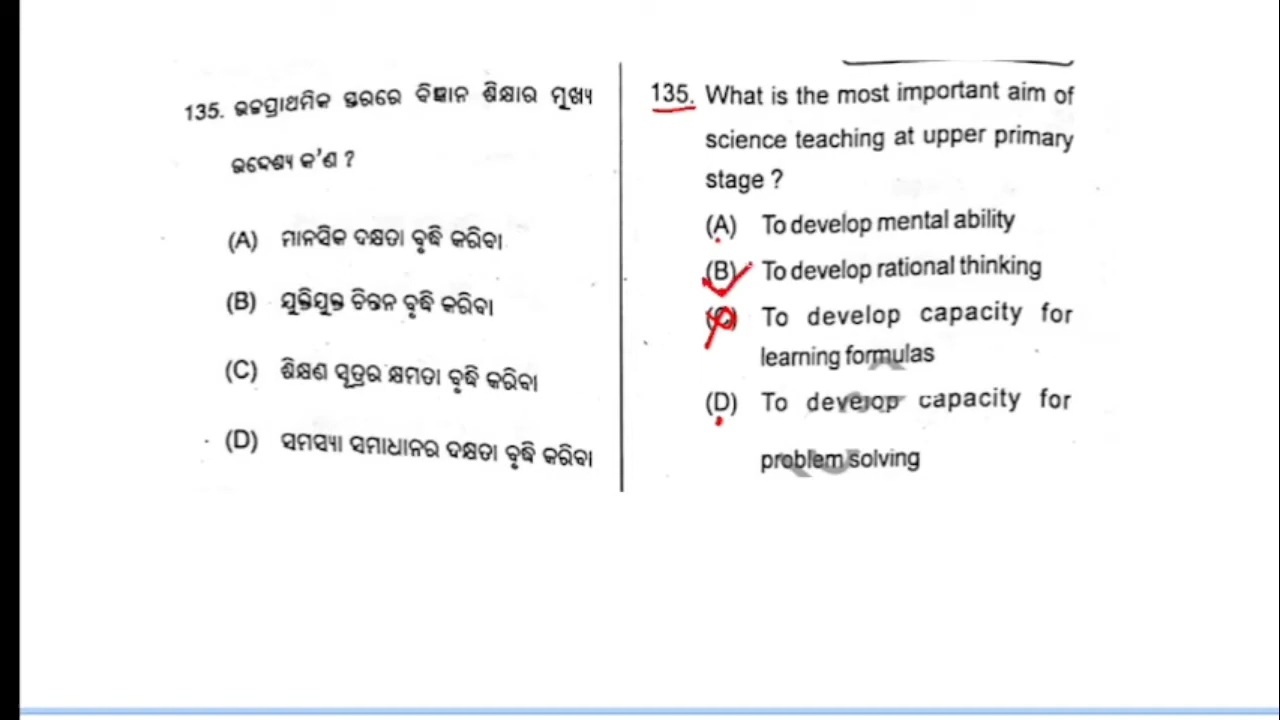 135. ଉଚ୍ଚପ୍ରାଥମିକ ସ୍ତରରେ ବିଜ୍ଞାନ ଶିକ୍ଷାର ମୁଖ୍ୟ
ଉଦ୍ଦେଶ୍ୟ କ'ଣ ?
(A) ମାନସିକ ଦକ୍ଷତା ବୃଦ୍ଧି କରିବା
(B) ଯୁକ୍ତିଯୁକ୍ତ ଚିନ୍ତନ ବୃଦ୍ଧି କରିବା
(C) ଶିକ୍ଷଣ ସୂତ୍ରର କ୍ଷମତା ବୃଦ୍ଧି କରିବା
(D) ସମସ୍ୟା ସମାଧାନର ଦକ୍ଷତା ବୃଦ୍ଧି କରିବା
135. What is the most important aim of
science teaching at upper primary
stage ?
(A) To develop mental ability
(B) To develop rational thinking
(C) To develop capacity for
learning formulas
(D) To develop capacity for
problem solving